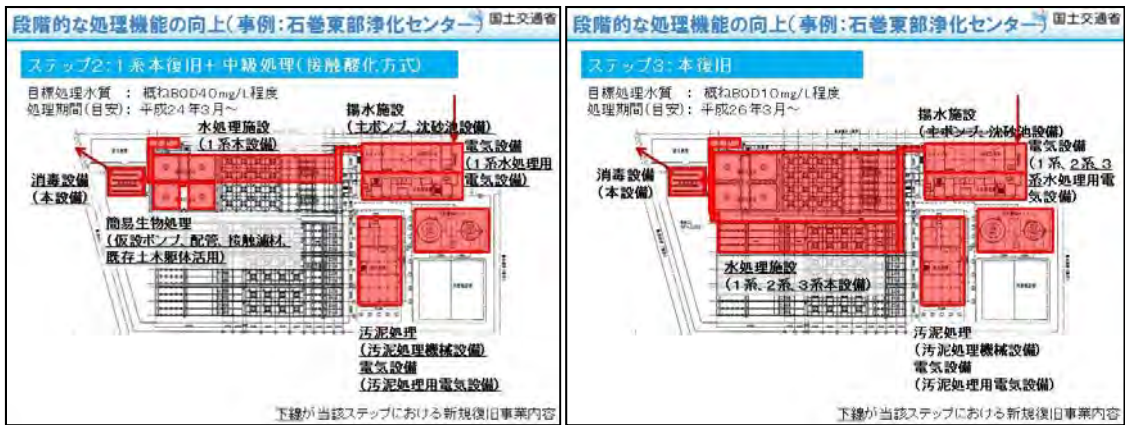 段階的な処理機能の向上(事例:石巻東部浄化センター)
国土交通省
ステップ2:1系本復旧+中級処理(接触酸化方式)
目標処理水質 : 概ねBOD40mg/L程度
処理期間(目安): 平成24年3月~
揚水施設
(主ポンプ、沈砂池設備)
水処理施設
(1系本設備)
電気設備
(1系水処理用
電気設備)
消毒設備
(本設備)
簡易生物処理
(仮設ポンプ、配管、接触濾材、
既存土木躯体活用)
汚泥処理
(汚泥処理機械設備)
電気設備
(汚泥処理用電気設備)
下線が当該ステップにおける新規復旧事業内容
段階的な処理機能の向上(事例:石巻東部浄化センター)
国土交通省
ステップ3:本復旧
目標処理水質 : 概ねBOD10mg/L程度
処理期間(目安): 平成26年3月~
揚水施設
(主ポンプ、沈砂池設備)
電気設備
(1系、2系、3
系水処理用電
気設備)
消毒設備
(本設備)
水処理施設
(1系、2系、3系本設備)
汚泥処理
(汚泥処理機械設備)
電気設備
(汚泥処理用電気設備)
下線が当該ステップにおける新規復旧事業内容